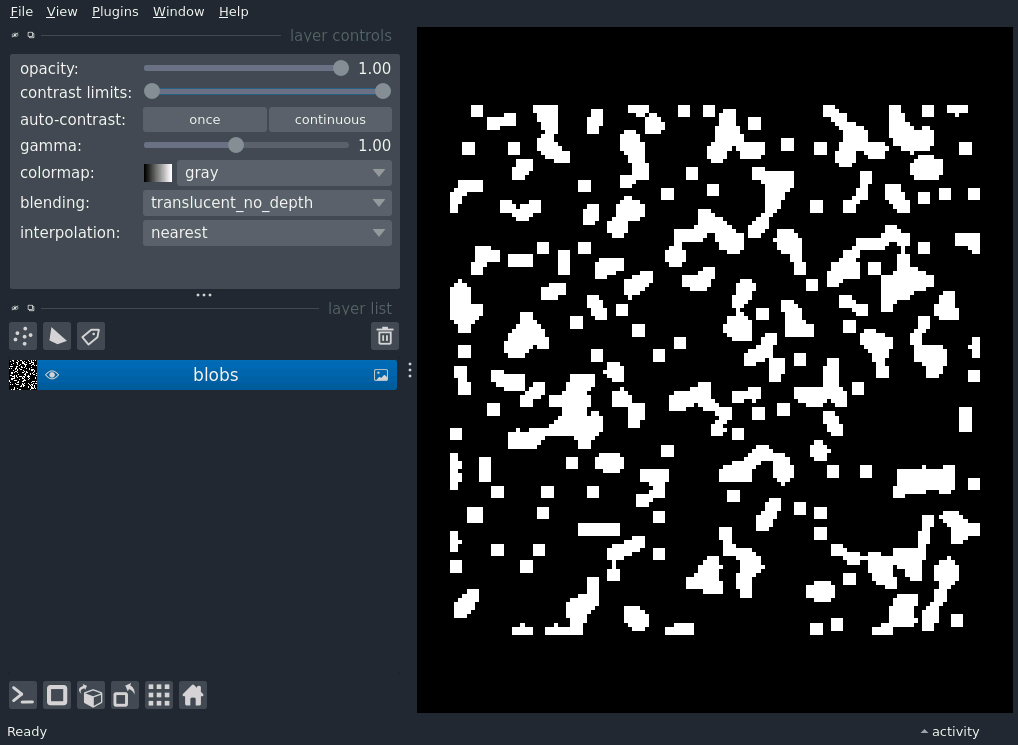 File View Plugins Window Help
layer controls
opacity: 1.00
contrast limits:
auto-contrast: once continuous
gamma: 1.00
colormap: gray
blending: translucent_no_depth
interpolation: nearest
layer list
blobs
Ready activity